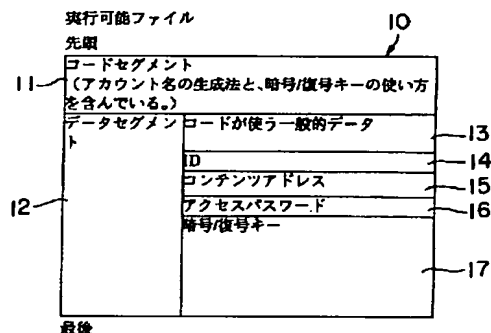 実行可能ファイル
先頭
10
コードセグメント
11
(アカウント名の生成法と、暗号/復号キーの使い方
を含んでいる。)
データセグメン
ト
コードが使う一般的データ
13
ID
14
コンテンツアドレス
15
12
アクセスパスワード
16
暗号/復号キー
17
最後